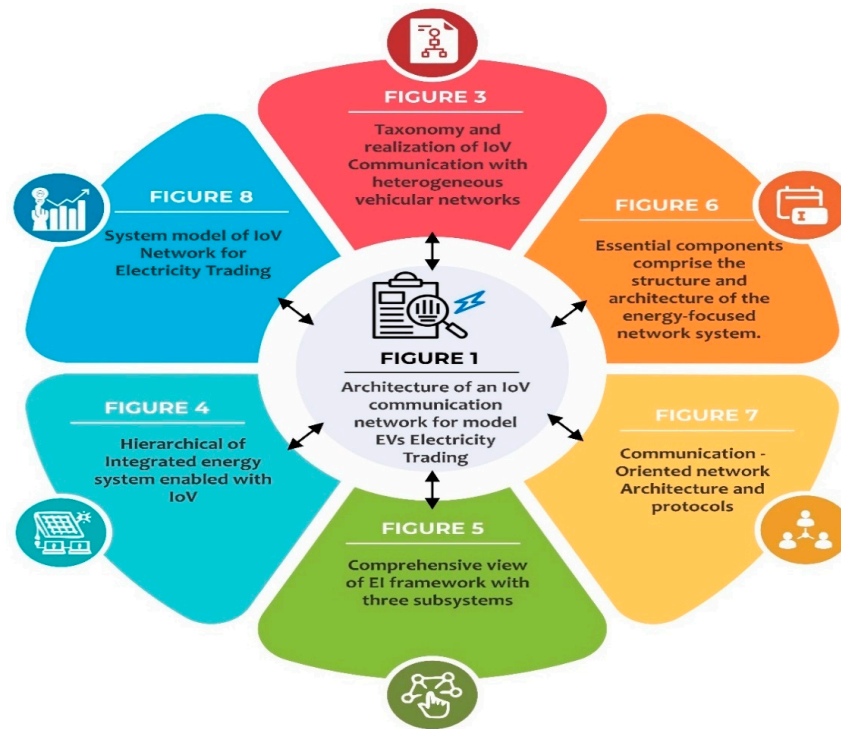 FIGURE 3
Taxonomy and
realization of IoV
Communication with
heterogeneous
vehicular networks
FIGURE 8
System model of IoV
Network for
Electricity Trading
FIGURE 6
Essential components
comprise the
structure and
architecture of the
energy-focused
network system.
FIGURE 1
Architecture of an IoV
communication
network for model
EVs Electricity
Trading
FIGURE 4
Hierarchical of
Integrated energy
system enabled with
IoV
FIGURE 7
Communication -
Oriented network
Architecture and
protocols
FIGURE 5
Comprehensive view
of EI framework with
three subsystems